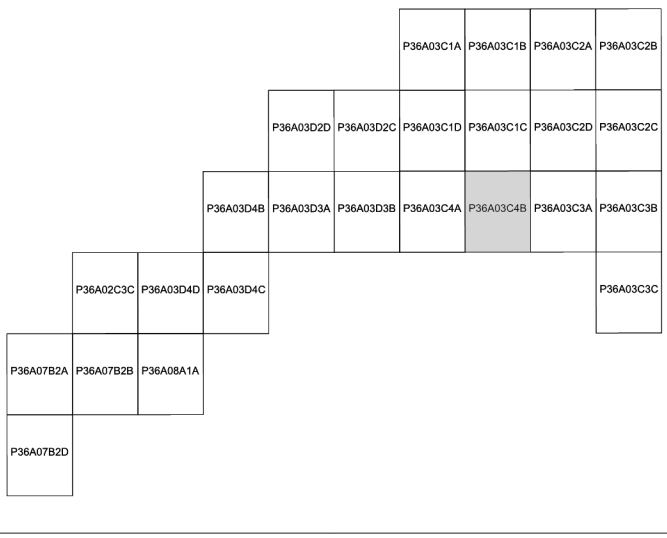 P36A03C1A P36A03C1B P36A03C2A P36A03C2B
P36A03D2D P36A03D2C P36A03C1D P36A03C1C P36A03C2D P36A03C2C
P36A03D4B P36A03D3A P36A03D3B P36A03C4A P36A03C4B P36A03C3A P36A03C3B
P36A02C3C P36A03D4D P36A03D4C P36A03C3C
P36A07B2A P36A07B2B P36A08A1A
P36A07B2D